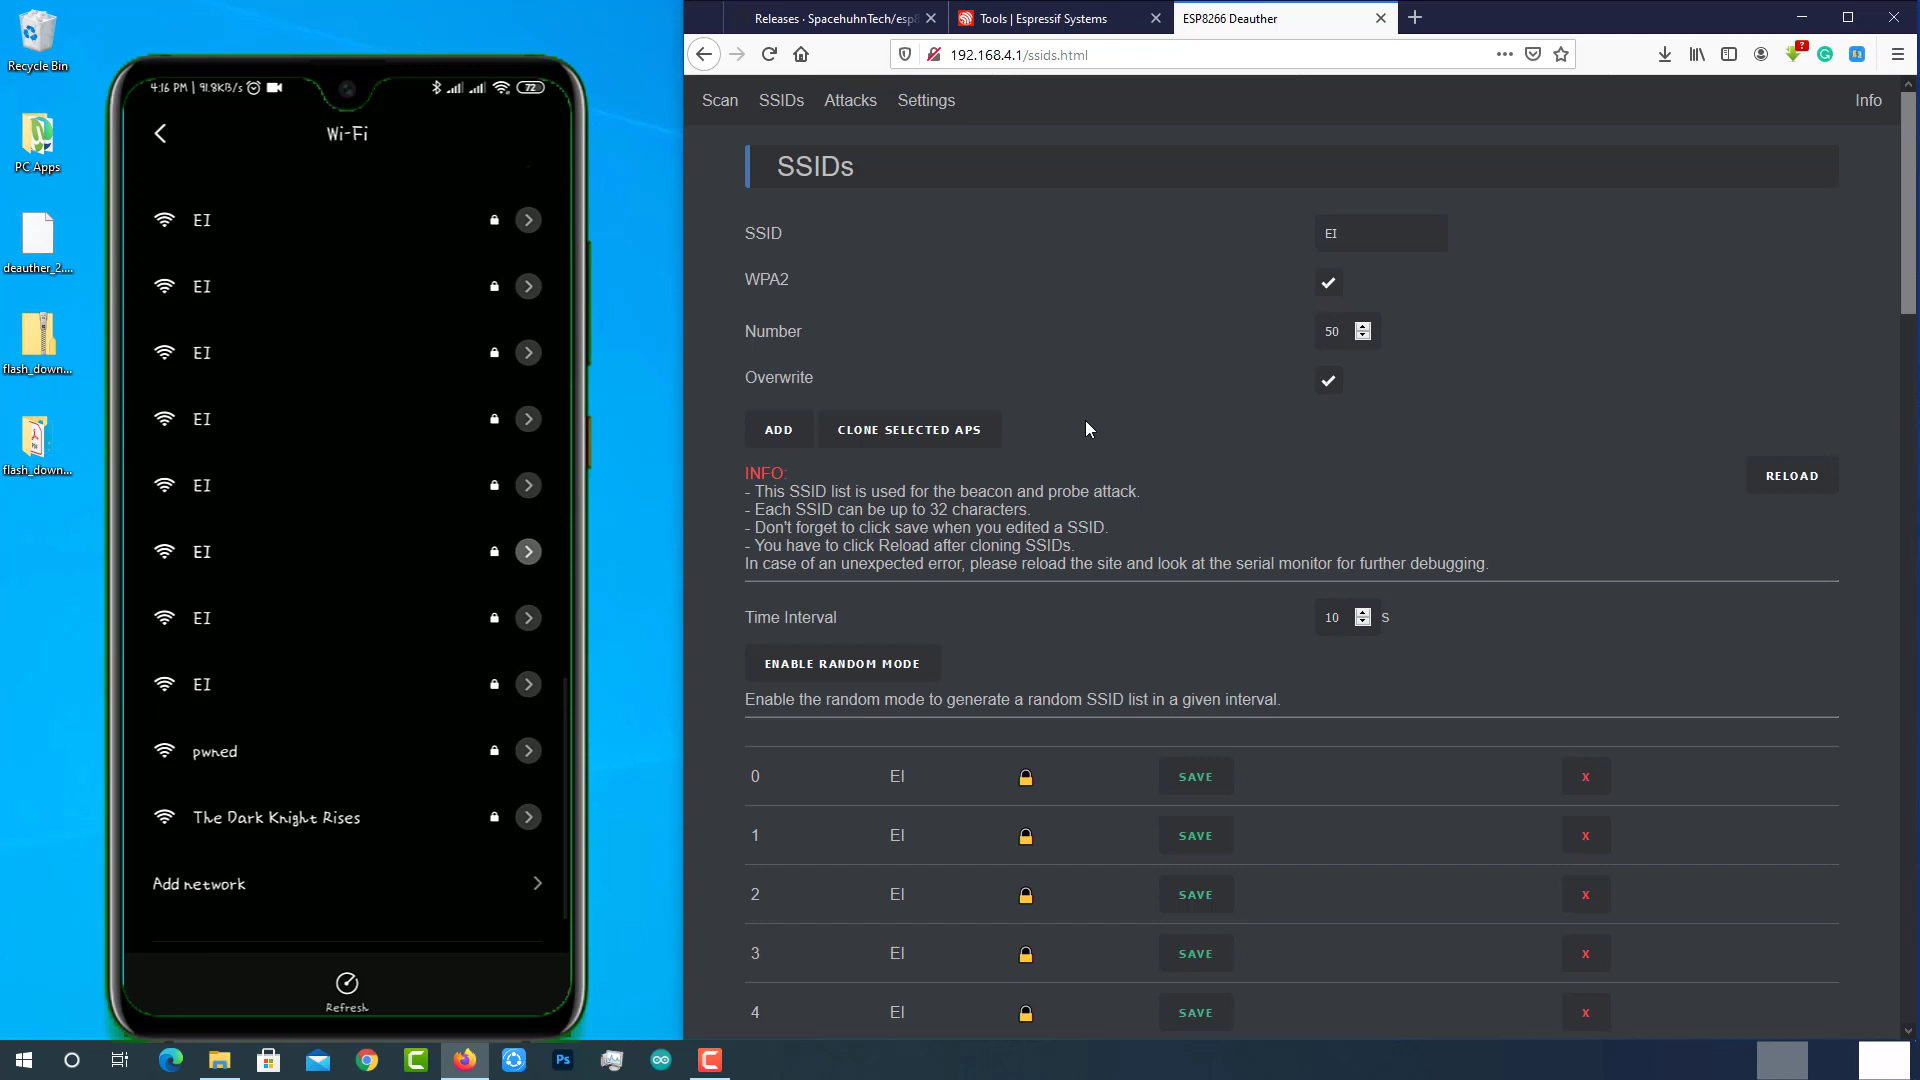 Recycle Bin
PC Apps
deauther_2....
flash_down...
flash_down...
4:16 PM | 91.8KB/s
72
Wi-Fi
EI
EI
EI
EI
EI
EI
EI
EI
pwned
The Dark Knight Rises
Add network
Refresh
Releases · SpacehuhnTech/esp8
Tools | Espressif Systems
ESP8266 Deauther
192.168.4.1/ssids.html
Scan
SSIDs
Attacks
Settings
Info
SSIDs
SSID
EI
WPA2
Number
50
Overwrite
ADD
CLONE SELECTED APS
INFO:
- This SSID list is used for the beacon and probe attack.
- Each SSID can be up to 32 characters.
- Don't forget to click save when you edited a SSID.
- You have to click Reload after cloning SSIDs.
In case of an unexpected error, please reload the site and look at the serial monitor for further debugging.
RELOAD
Time Interval
10
S
ENABLE RANDOM MODE
Enable the random mode to generate a random SSID list in a given interval.
0 EI SAVE X
1 EI SAVE X
2 EI SAVE X
3 EI SAVE X
4 EI SAVE X